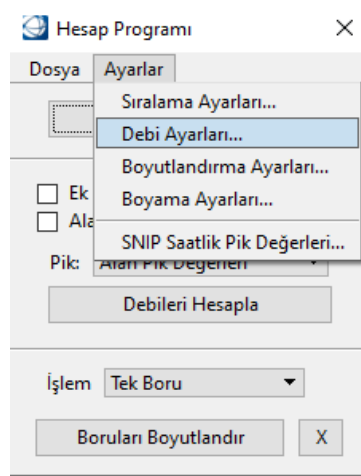 Hesap Programı
Dosya Ayarlar
Sıralama Ayarları...
Debi Ayarları...
Boyutlandırma Ayarları...
Ek
Boyama Ayarları...
Ala
SNIP Saatlik Pik Değerleri...
Pik: Alan Pik Değerleri
Debileri Hesapla
İşlem Tek Boru
Boruları Boyutlandır X